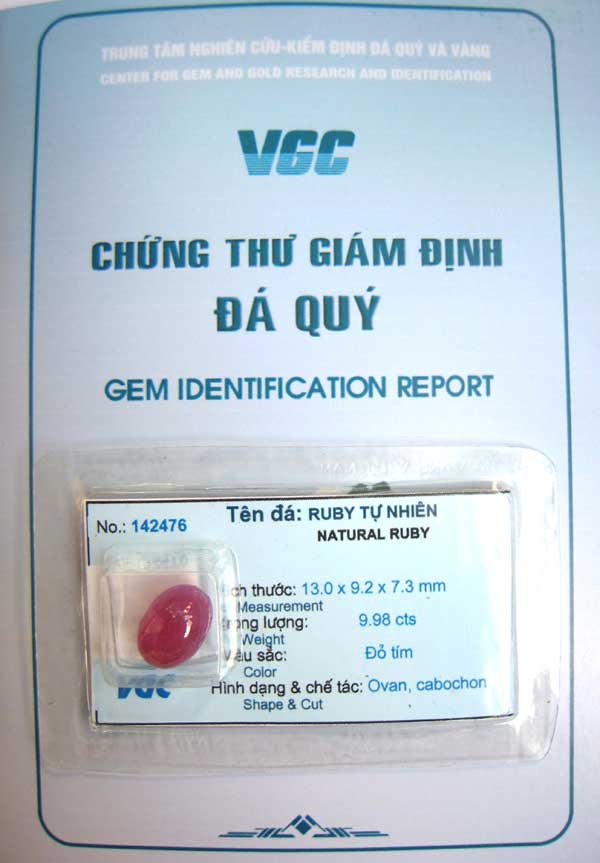 TRUNG TÂM NGHIÊN CỨU-KIỂM ĐỊNH ĐÁ QUÝ VÀ VÀNG
CENTER FOR GEM AND GOLD RESEARCH AND IDENTIFICATION
VGC
CHỨNG THƯ GIÁM ĐỊNH
ĐÁ QUÝ
GEM IDENTIFICATION REPORT
No.: 142476
Tên đá: RUBY TỰ NHIÊN
NATURAL RUBY
thước: 13.0 x 9.2 x 7.3 mm
Measurement
lượng: 9.98 cts
Weight
sắc: Đỏ tím
Color
VGC
Hình dạng & chế tác: Ovan, cabochon
Shape & Cut